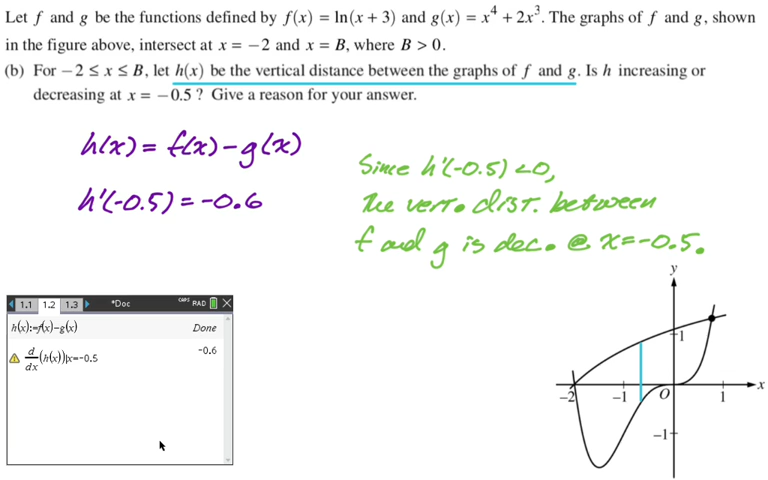 Let f and g be the functions defined by f(x) = ln(x + 3) and g(x) = x⁴ + 2x³. The graphs of f and g, shown
in the figure above, intersect at x = −2 and x = B, where B > 0.
(b) For −2 ≤ x ≤ B, let h(x) be the vertical distance between the graphs of f and g. Is h increasing or
decreasing at x = −0.5 ? Give a reason for your answer.
h(x) = f(x) − g(x)
h'(-0.5) = -0.6
Since h'(-0.5) <0,
the vert. dist. between
f and g is dec. @ x=-0.5.
1.1 1.2 1.3 *Doc CAPS RAD
h(x):=f(x)−g(x) Done
d/dx(h(x))|x=-0.5 -0.6
y
1
-2 -1 O 1 x
-1